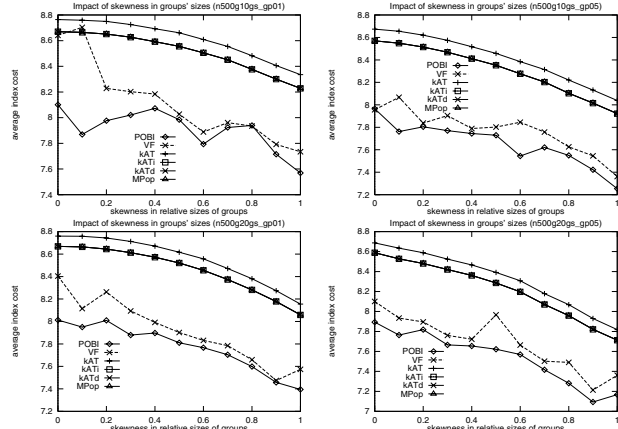 Impact of skewness in groups' sizes (n500g10gs_gp01)
8.8
8.6
8.4
8.2
8
7.8
7.6
7.4
average index cost
POBI
VF
kAT
kATi
kATd
MPop
0 0.2 0.4 0.6 0.8 1
skewness in relative sizes of groups
Impact of skewness in groups' sizes (n500g10gs_gp05)
8.8
8.6
8.4
8.2
8
7.8
7.6
7.4
7.2
average index cost
POBI
VF
kAT
kATi
kATd
MPop
0 0.2 0.4 0.6 0.8 1
skewness in relative sizes of groups
Impact of skewness in groups' sizes (n500g20gs_gp01)
8.8
8.6
8.4
8.2
8
7.8
7.6
7.4
7.2
average index cost
POBI
VF
kAT
kATi
kATd
MPop
0 0.2 0.4 0.6 0.8 1
skewness in relative sizes of groups
Impact of skewness in groups' sizes (n500g20gs_gp05)
8.8
8.6
8.4
8.2
8
7.8
7.6
7.4
7.2
7
average index cost
POBI
VF
kAT
kATi
kATd
MPop
0 0.2 0.4 0.6 0.8 1
skewness in relative sizes of groups